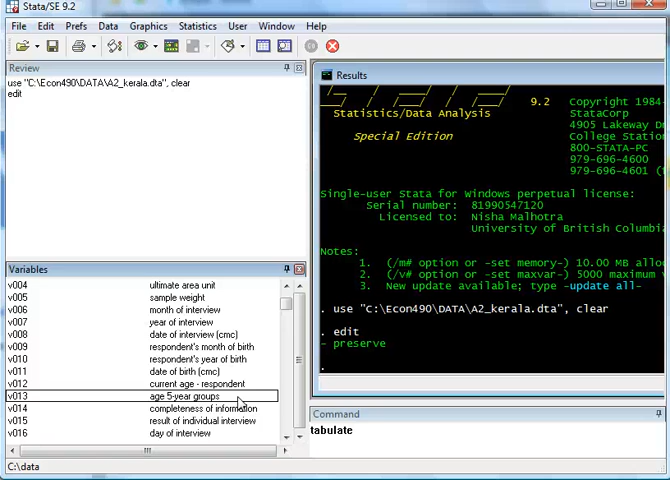 Stata/SE 9.2
File Edit Prefs Data Graphics Statistics User Window Help
Review
use "C:\Econ490\DATA\A2_kerala.dta", clear
edit
Variables
v004 ultimate area unit
v005 sample weight
v006 month of interview
v007 year of interview
v008 date of interview (cmc)
v009 respondent's month of birth
v010 respondent's year of birth
v011 date of birth (cmc)
v012 current age - respondent
v013 age 5-year groups
v014 completeness of information
v015 result of individual interview
v016 day of interview
Results
9.2 Copyright 1984-
Statistics/Data Analysis StataCorp
4905 Lakeway Dr
Special Edition College Station
800-STATA-PC
979-696-4600
979-696-4601 (f
Single-user Stata for Windows perpetual license:
Serial number: 81990547120
Licensed to: Nisha Malhotra
University of British Columbia
Notes:
1. (/m# option or -set memory-) 10.00 MB allo
2. (/v# option or -set maxvar-) 5000 maximum v
3. New update available; type -update all-
. use "C:\Econ490\DATA\A2_kerala.dta", clear
. edit
- preserve
.
Command
tabulate
C:\data